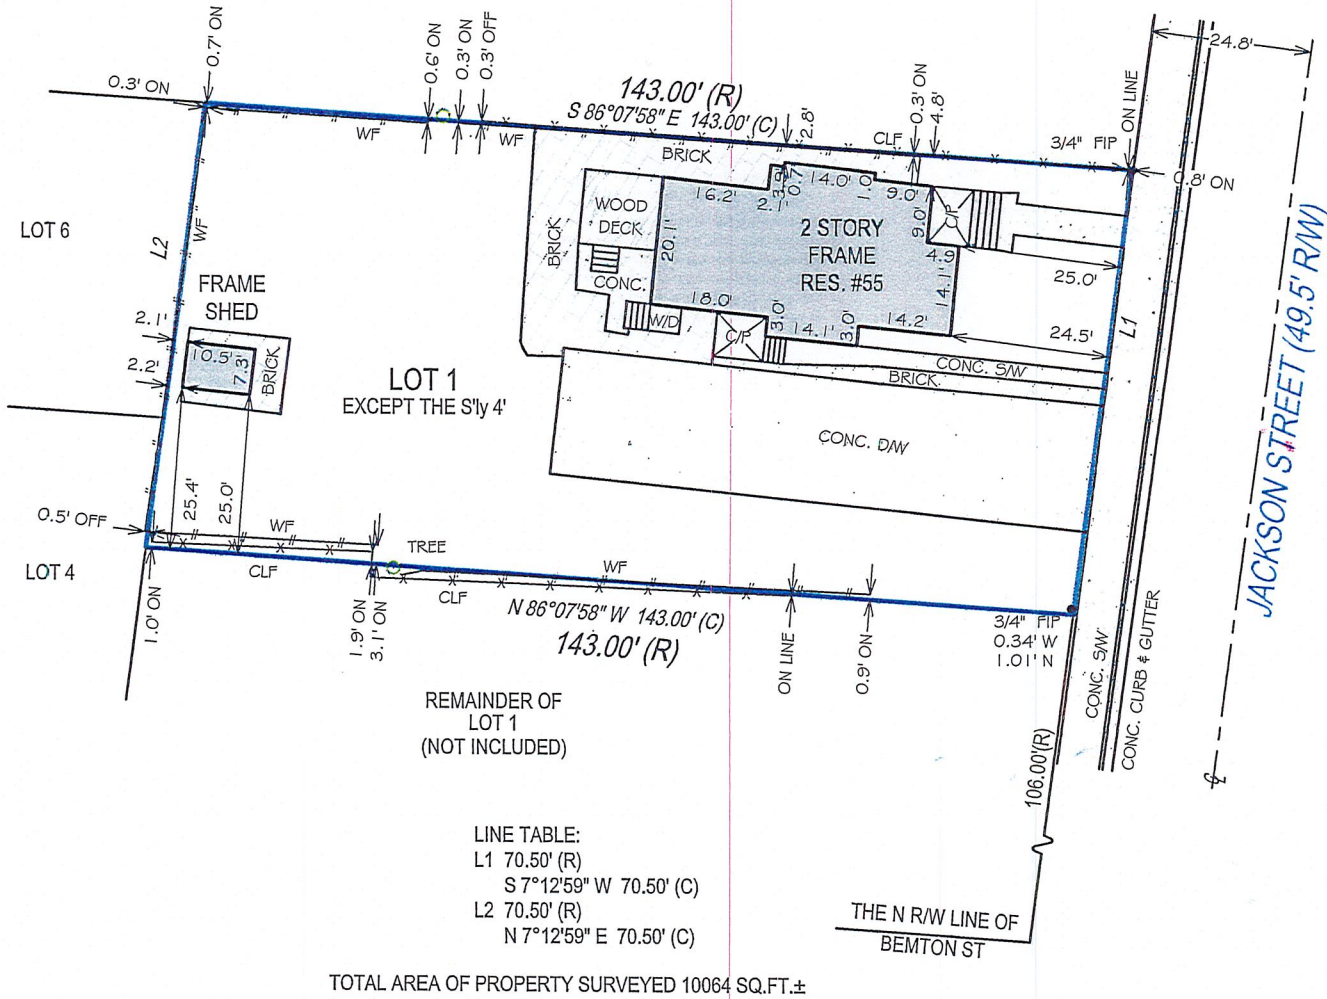 0.7' ON
0.6' ON
0.3' ON
0.3' OFF
0.3' ON
143.00' (R)
S 86°07'58" E 143.00' (C)
2.8'
0.3' ON
4.8'
ON LINE
24.8'
WF
WF
CLF
3/4" FIP
0.8' ON
BRICK
LOT 6
L2
WF
WOOD
DECK
BRICK
CONC.
W/D
16.2'
3.9'
0.7'
2.1'
14.0'
1.0'
9.0'
9.0'
C/P
20.1'
2 STORY
FRAME
RES. #55
4.9
14.1'
18.0'
3.0'
14.1'
3.0'
14.2'
C/P
25.0'
24.5'
L1
JACKSON STREET (49.5' R/W)
FRAME
SHED
2.1'
2.2'
10.5'
7.3'
BRICK
LOT 1
EXCEPT THE S'ly 4'
CONC. S/W
BRICK
CONC. D/W
25.4'
25.0'
0.5' OFF
WF
TREE
LOT 4
CLF
CLF
WF
1.0' ON
1.9' ON
3.1' ON
N 86°07'58" W 143.00' (C)
143.00' (R)
ON LINE
0.9' ON
3/4" FIP
0.34' W
1.01' N
CONC. S/W
CONC. CURB & GUTTER
REMAINDER OF
LOT 1
(NOT INCLUDED)
106.00'(R)
LINE TABLE:
L1 70.50' (R)
S 7°12'59" W 70.50' (C)
L2 70.50' (R)
N 7°12'59" E 70.50' (C)
THE N R/W LINE OF
BEMTON ST
TOTAL AREA OF PROPERTY SURVEYED 10064 SQ.FT.±